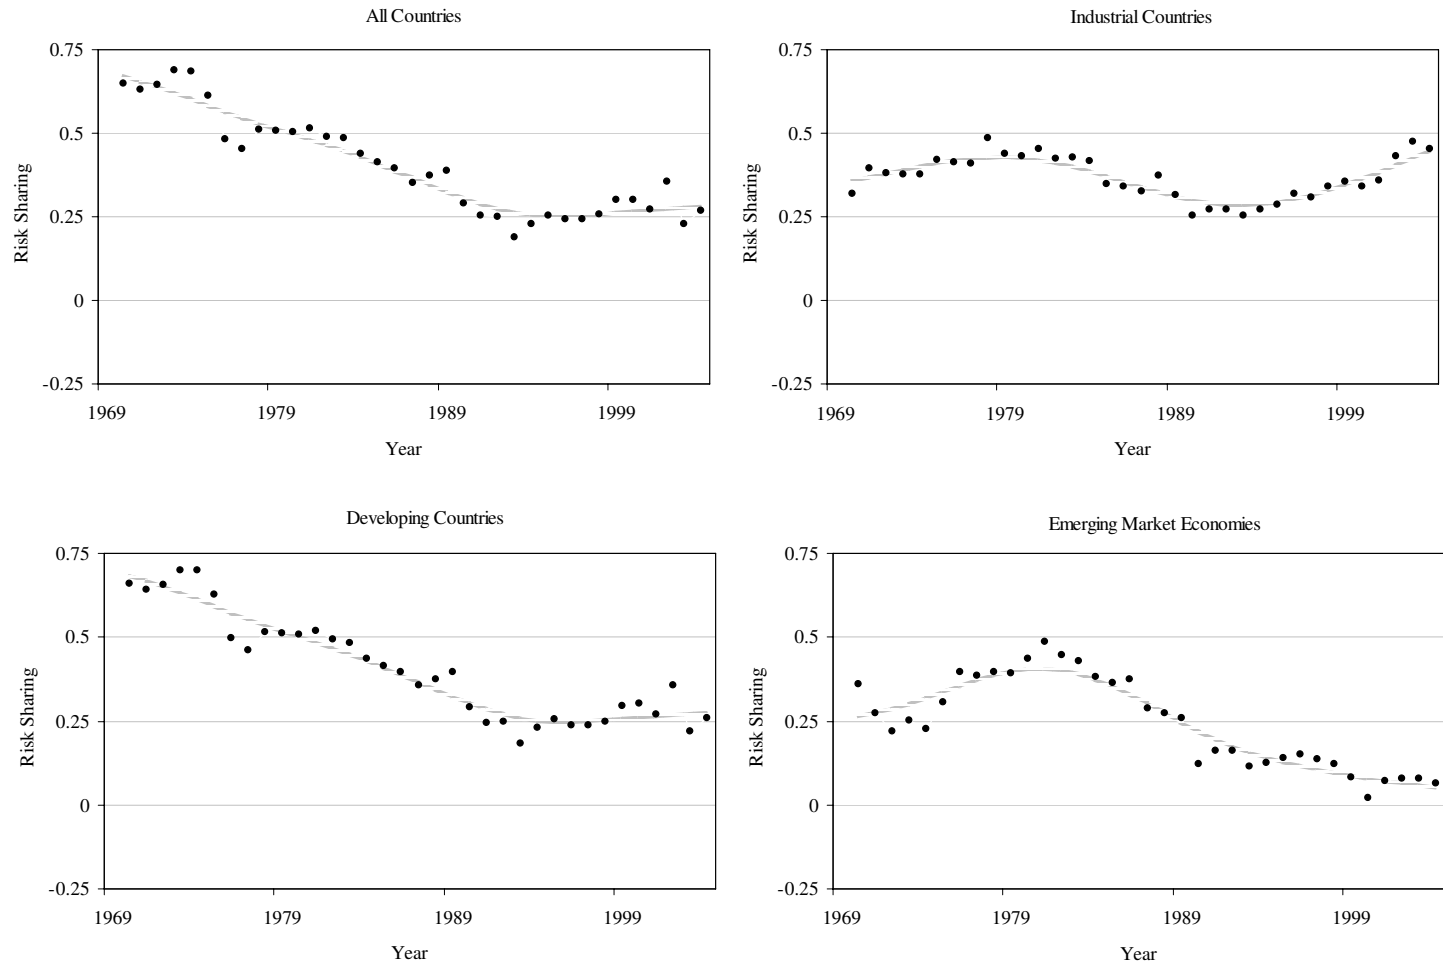 All Countries
0.75
0.5
0.25
0
-0.25
Risk Sharing
1969 1979 1989 1999
Year
Industrial Countries
0.75
0.5
0.25
0
-0.25
Risk Sharing
1969 1979 1989 1999
Year
Developing Countries
0.75
0.5
0.25
0
-0.25
Risk Sharing
1969 1979 1989 1999
Year
Emerging Market Economies
0.75
0.5
0.25
0
-0.25
Risk Sharing
1969 1979 1989 1999
Year